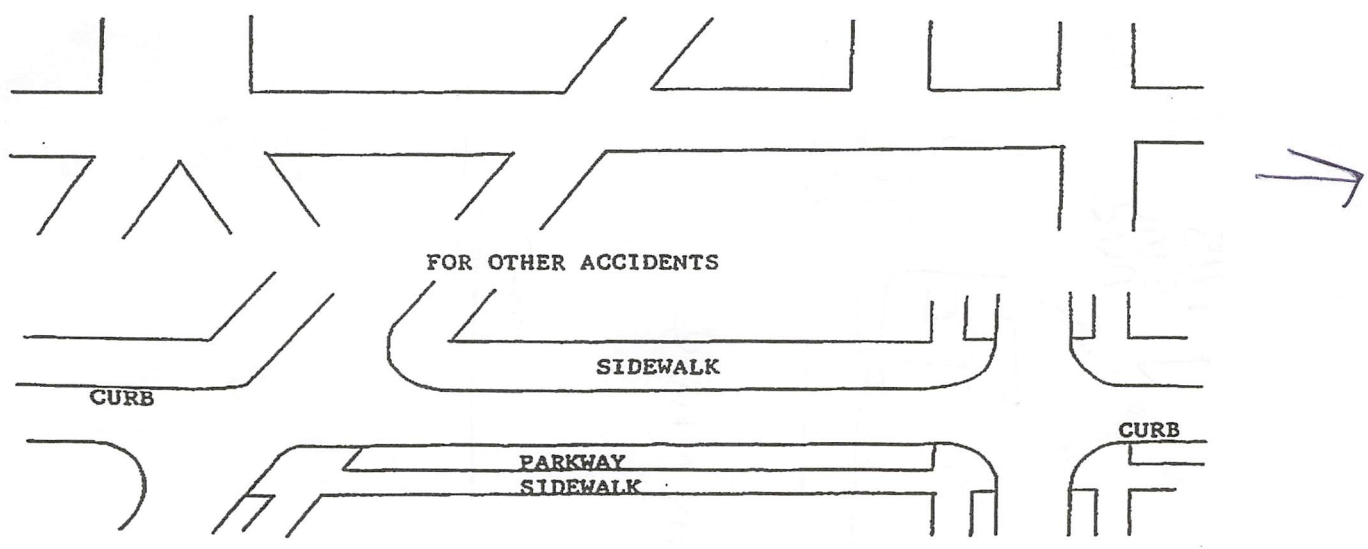 FOR OTHER ACCIDENTS
SIDEWALK
CURB
CURB
PARKWAY
SIDEWALK